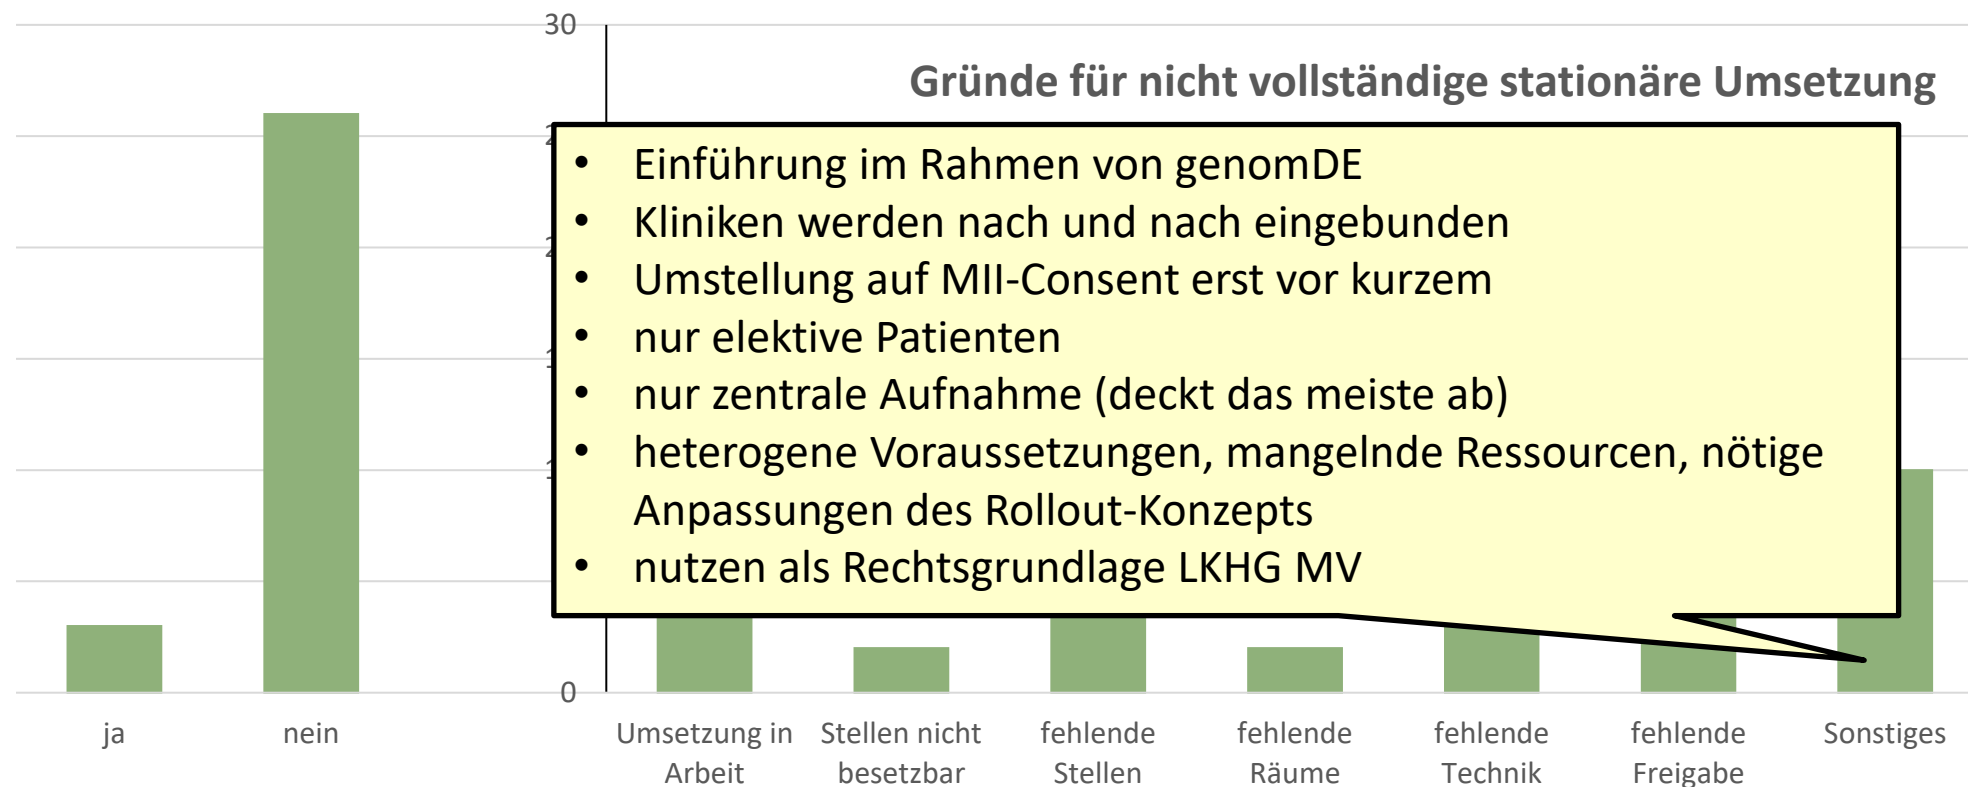 30
Gründe für nicht vollständige stationäre Umsetzung
• Einführung im Rahmen von genomDE
• Kliniken werden nach und nach eingebunden
• Umstellung auf MII-Consent erst vor kurzem
• nur elektive Patienten
• nur zentrale Aufnahme (deckt das meiste ab)
• heterogene Voraussetzungen, mangelnde Ressourcen, nötige
Anpassungen des Rollout-Konzepts
• nutzen als Rechtsgrundlage LKHG MV
0
ja
nein
Umsetzung in
Arbeit
Stellen nicht
besetzbar
fehlende
Stellen
fehlende
Räume
fehlende
Technik
fehlende
Freigabe
Sonstiges